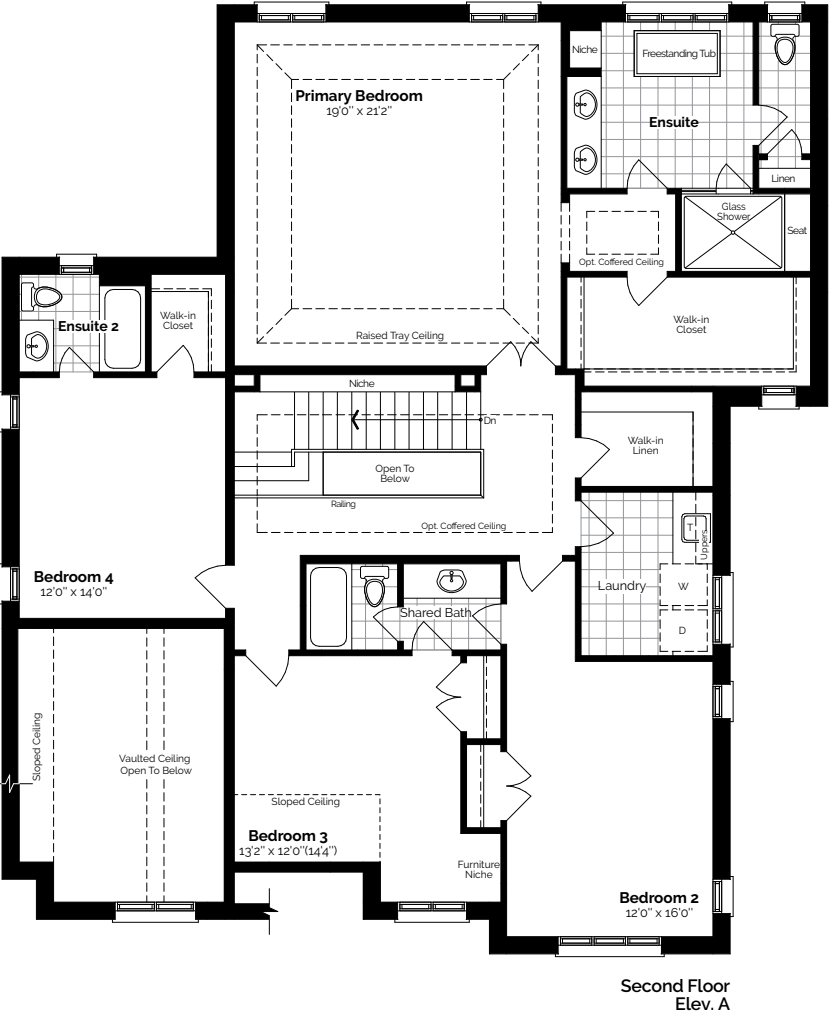 Niche
Freestanding Tub
Primary Bedroom
19'0" x 21'2"
Ensuite
Linen
Glass
Shower
Seat
Opt. Coffered Ceiling
Walk-in
Closet
Ensuite 2
Walk-in
Closet
Raised Tray Ceiling
Niche
Dn
Walk-in
Linen
Open To
Below
Railing
Opt. Coffered Ceiling
T
Uppers
Bedroom 4
12'0" x 14'0"
Laundry
W
Shared Bath
D
Sloped Ceiling
Vaulted Ceiling
Open To Below
Sloped Ceiling
Bedroom 3
13'2" x 12'0"(14'4")
Furniture
Niche
Bedroom 2
12'0" x 16'0"
Second Floor
Elev. A